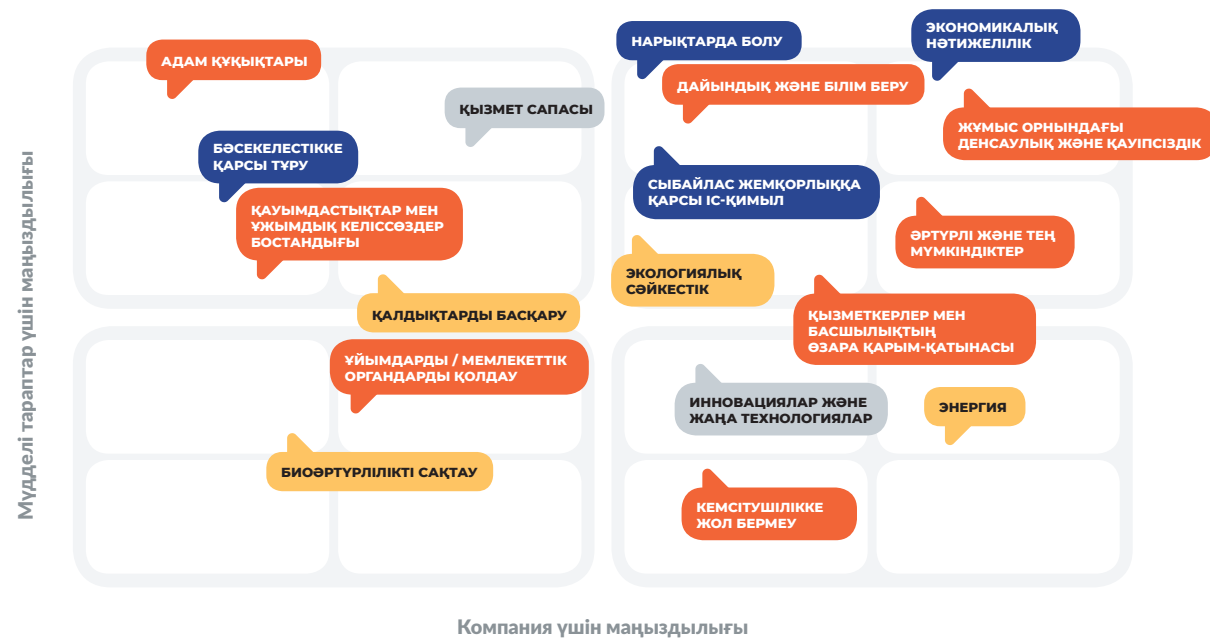 НАРЫҚТАРДА БОЛУ
ЭКОНОМИКАЛЫҚ
НӘТИЖЕЛІЛІК
АДАМ ҚҰҚЫҚТАРЫ
ДАЙЫНДЫҚ ЖӘНЕ БІЛІМ БЕРУ
ҚЫЗМЕТ САПАСЫ
ЖҰМЫС ОРНЫНДАҒЫ
ДЕНСАУЛЫҚ ЖӘНЕ ҚАУІПСІЗДІК
БӘСЕКЕЛЕСТІККЕ
ҚАРСЫ ТҰРУ
СЫБАЙЛАС ЖЕМҚОРЛЫҚҚА
ҚАРСЫ ІС-ҚИМЫЛ
ҚАУЫМДАСТЫҚТАР МЕН
ҰЖЫМДЫҚ КЕЛІССӨЗДЕР
БОСТАНДЫҒЫ
ӘРТҮРЛІ ЖӘНЕ ТЕҢ
МҮМКІНДІКТЕР
ЭКОЛОГИЯЛЫҚ
СӘЙКЕСТІК
ҚАЛДЫҚТАРДЫ БАСҚАРУ
ҚЫЗМЕТКЕРЛЕР МЕН
БАСШЫЛЫҚТЫҢ
ӨЗАРА ҚАРЫМ-ҚАТЫНАСЫ
ҰЙЫМДАРДЫ / МЕМЛЕКЕТТІК
ОРГАНДАРДЫ ҚОЛДАУ
ИННОВАЦИЯЛАР ЖӘНЕ
ЖАҢА ТЕХНОЛОГИЯЛАР
ЭНЕРГИЯ
БИОӘРТҮРЛІЛІКТІ САҚТАУ
КЕМСІТУШІЛІККЕ
ЖОЛ БЕРМЕУ
Мүдделі тараптар үшін маңыздылығы
Компания үшін маңыздылығы